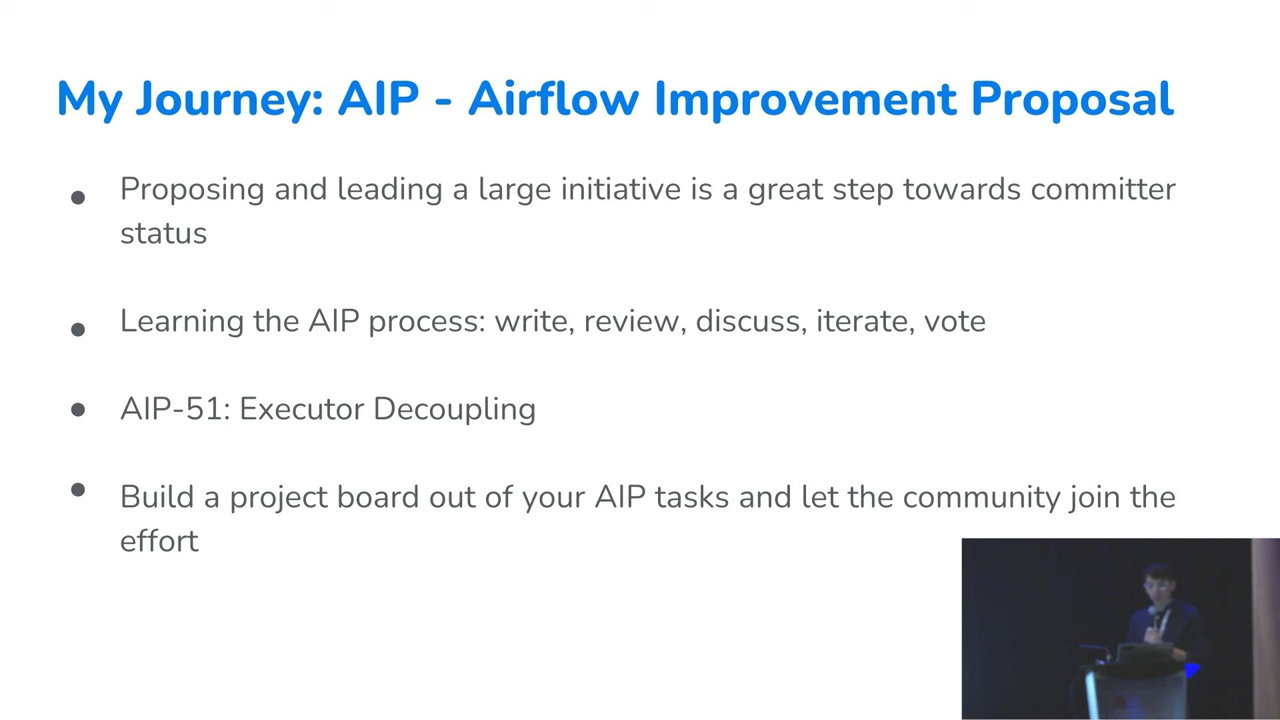 My Journey: AIP - Airflow Improvement Proposal
Proposing and leading a large initiative is a great step towards committer
status
Learning the AIP process: write, review, discuss, iterate, vote
AIP-51: Executor Decoupling
Build a project board out of your AIP tasks and let the community join the
effort